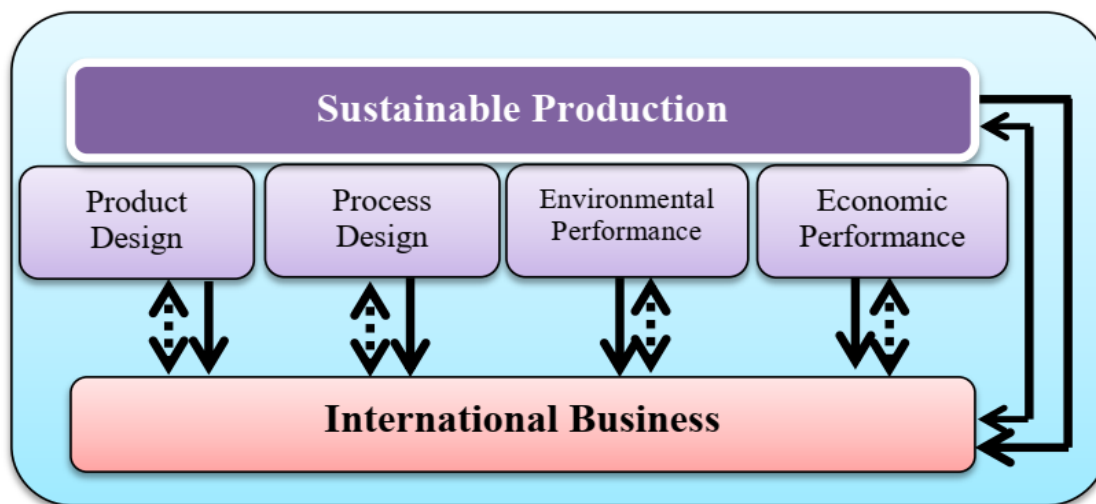 Sustainable Production
Product
Design
Process
Design
Environmental
Performance
Economic
Performance
International Business